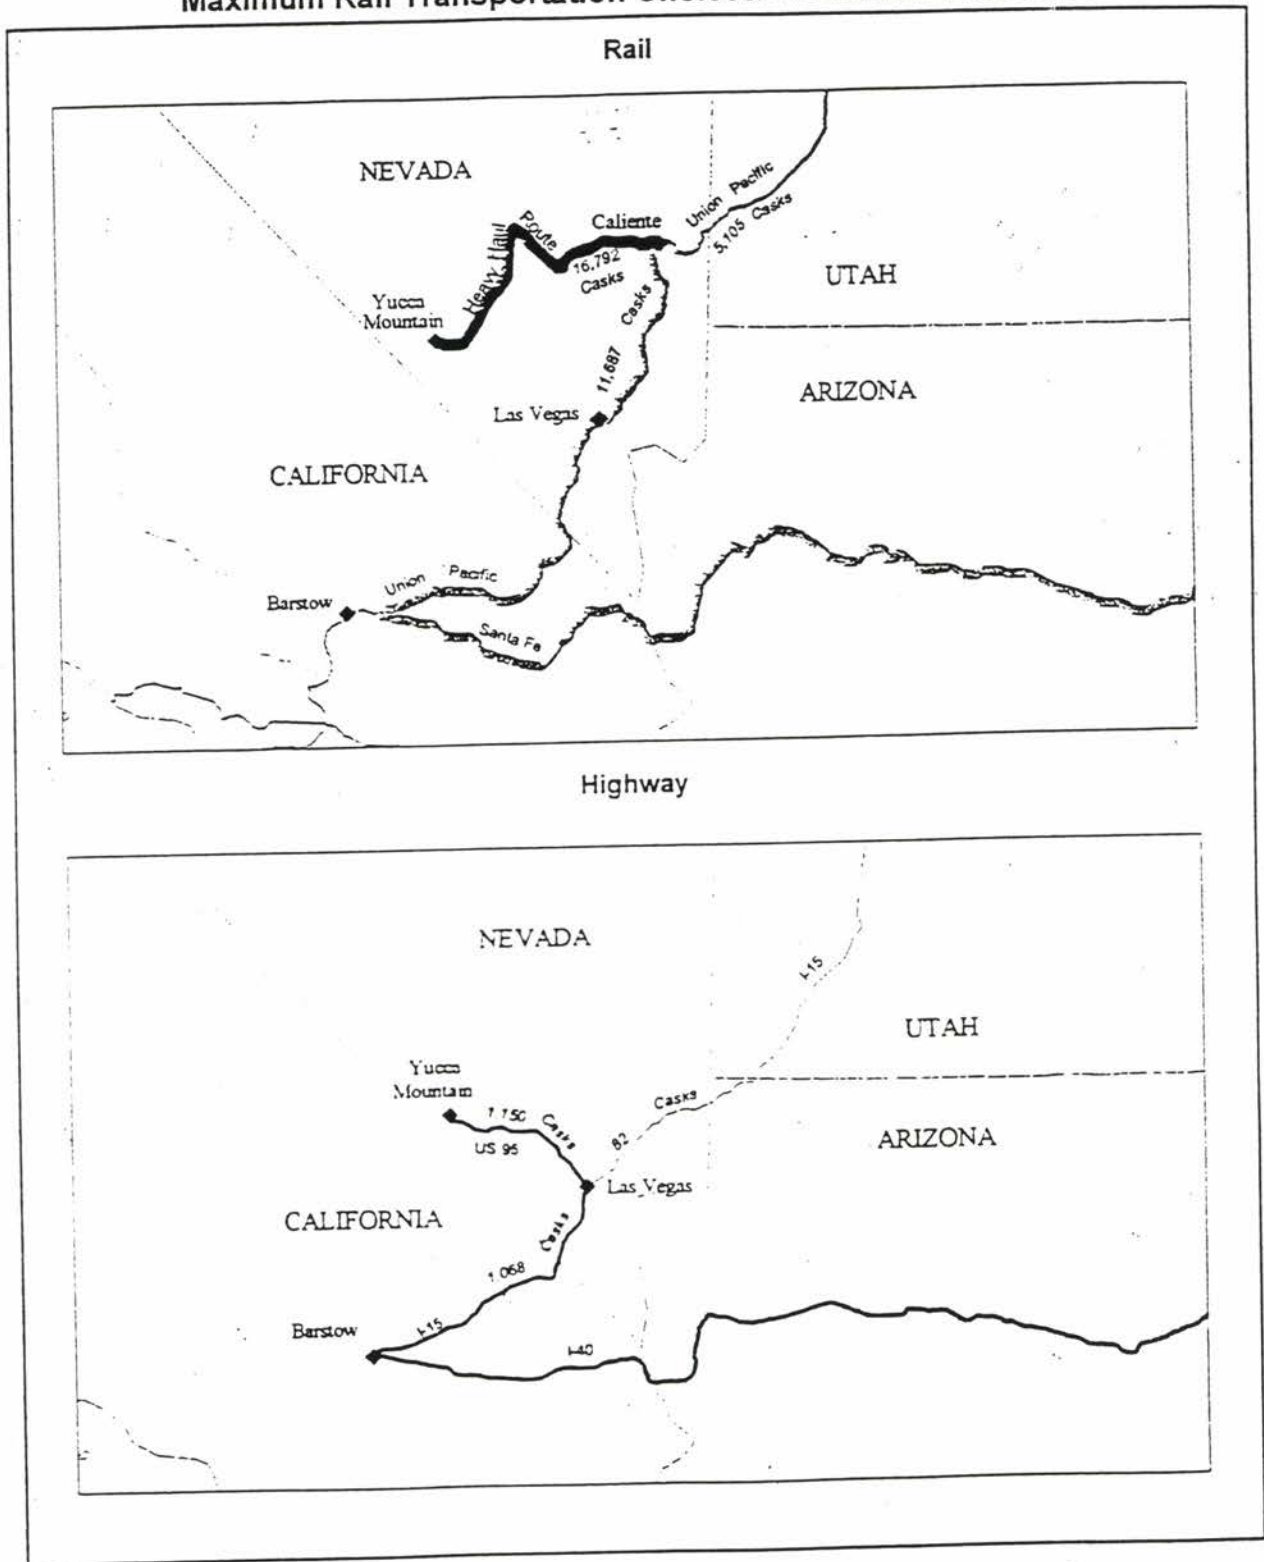 Maximum Rail Transportation
Rail
NEVADA
Union Pacific
5,105 Casks
Route
Caliente
Heavy Haul
16,792
Casks
UTAH
Yucca
Mountain
Casks
11,687
ARIZONA
Las Vegas
CALIFORNIA
Union Pacific
Barstow
Santa Fe
Highway
NEVADA
I-15
UTAH
Yucca
Mountain
Casks
1,150 Casks
US 95
82
ARIZONA
Las Vegas
CALIFORNIA
Casks
1,068
I-15
Barstow
I-40